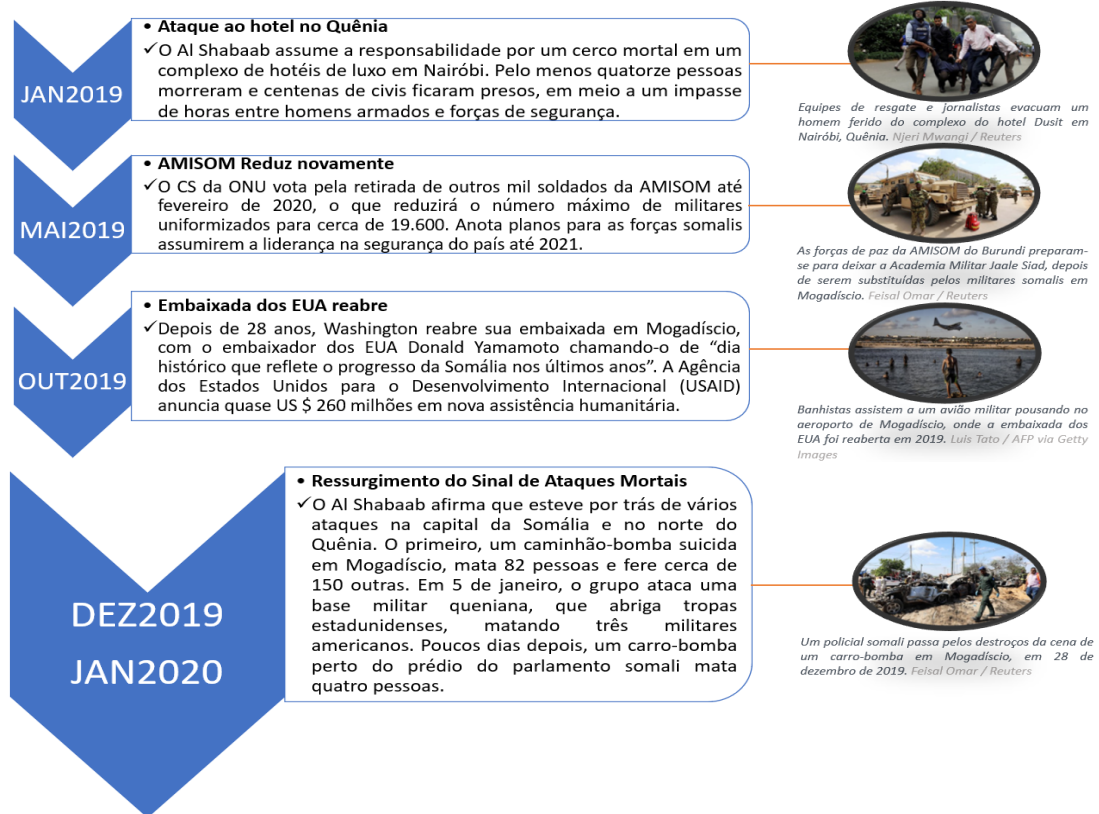 JAN2019
• Ataque ao hotel no Quênia
✓O Al Shabaab assume a responsabilidade por um cerco mortal em um
complexo de hotéis de luxo em Nairóbi. Pelo menos quatorze pessoas
morreram e centenas de civis ficaram presos, em meio a um impasse
de horas entre homens armados e forças de segurança.
Equipes de resgate e jornalistas evacuam um
homem ferido do complexo do hotel Dusit em
Nairóbi, Quênia. Njeri Mwangi / Reuters
MAI2019
• AMISOM Reduz novamente
✓O CS da ONU vota pela retirada de outros mil soldados da AMISOM até
fevereiro de 2020, o que reduzirá o número máximo de militares
uniformizados para cerca de 19.600. Anota planos para as forças somalis
assumirem a liderança na segurança do país até 2021.
As forças de paz da AMISOM do Burundi preparam-
se para deixar a Academia Militar Jaale Siad, depois
de serem substituídas pelos militares somalis em
Mogadíscio. Feisal Omar / Reuters
OUT2019
• Embaixada dos EUA reabre
✓Depois de 28 anos, Washington reabre sua embaixada em Mogadíscio,
com o embaixador dos EUA Donald Yamamoto chamando-o de “dia
histórico que reflete o progresso da Somália nos últimos anos”. A Agência
dos Estados Unidos para o Desenvolvimento Internacional (USAID)
anuncia quase US $ 260 milhões em nova assistência humanitária.
Banhistas assistem a um avião militar pousando no
aeroporto de Mogadíscio, onde a embaixada dos
EUA foi reaberta em 2019. Luis Tato / AFP via Getty
Images
DEZ2019
JAN2020
• Ressurgimento do Sinal de Ataques Mortais
✓O Al Shabaab afirma que esteve por trás de vários
ataques na capital da Somália e no norte do
Quênia. O primeiro, um caminhão-bomba suicida
em Mogadíscio, mata 82 pessoas e fere cerca de
150 outras. Em 5 de janeiro, o grupo ataca uma
base militar queniana, que abriga tropas
estadunidenses, matando três militares
americanos. Poucos dias depois, um carro-bomba
perto do prédio do parlamento somali mata
quatro pessoas.
Um policial somali passa pelos destroços da cena de
um carro-bomba em Mogadíscio, em 28 de
dezembro de 2019. Feisal Omar / Reuters